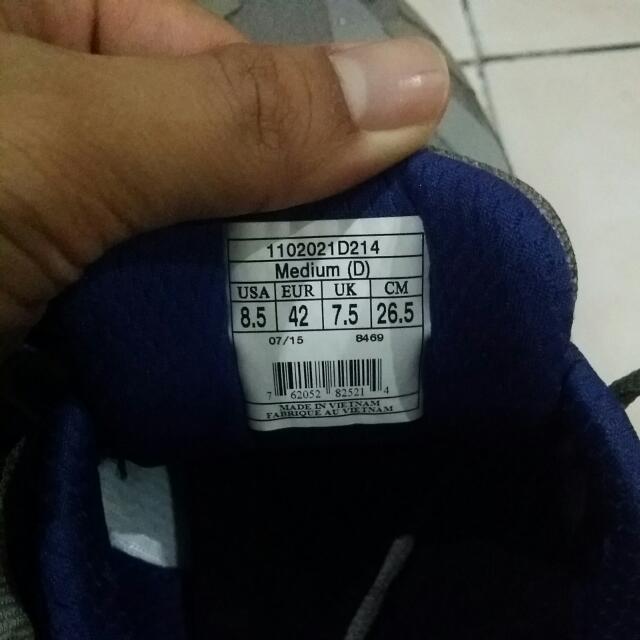 1102021D214
Medium (D)
USA EUR UK CM
8.5 42 7.5 26.5
07/15 8469
7 62052 82521 4
MADE IN VIETNAM
FABRIQUE AU VIETNAM